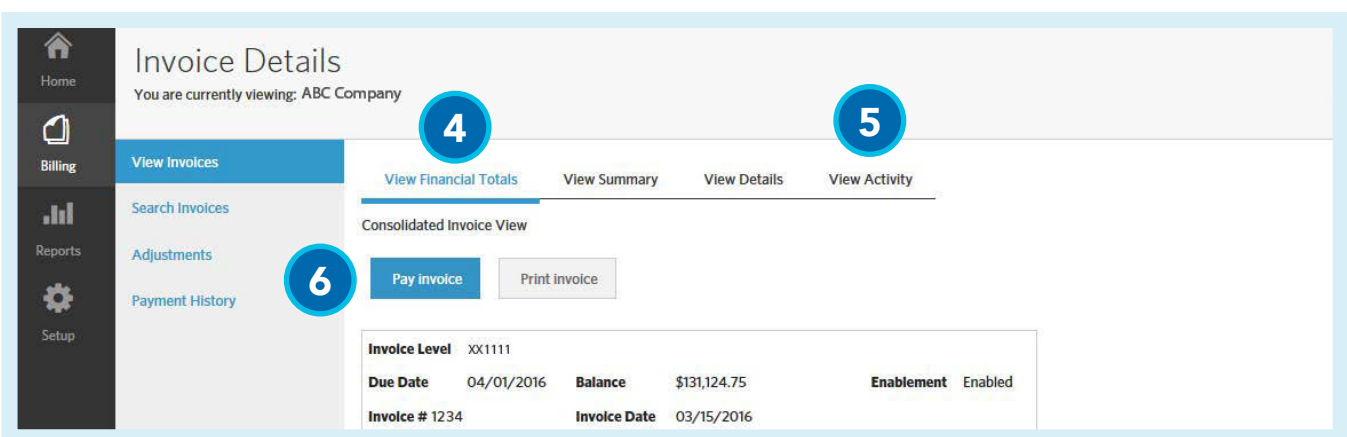 Home
Billing
Reports
Setup
Invoice Details
You are currently viewing: ABC Company
View Invoices
Search Invoices
Adjustments
Payment History
4
5
View Financial Totals View Summary View Details View Activity
Consolidated Invoice View
6
Pay invoice Print invoice
Invoice Level XX1111
Due Date 04/01/2016 Balance $131,124.75 Enablement Enabled
Invoice # 1234 Invoice Date 03/15/2016